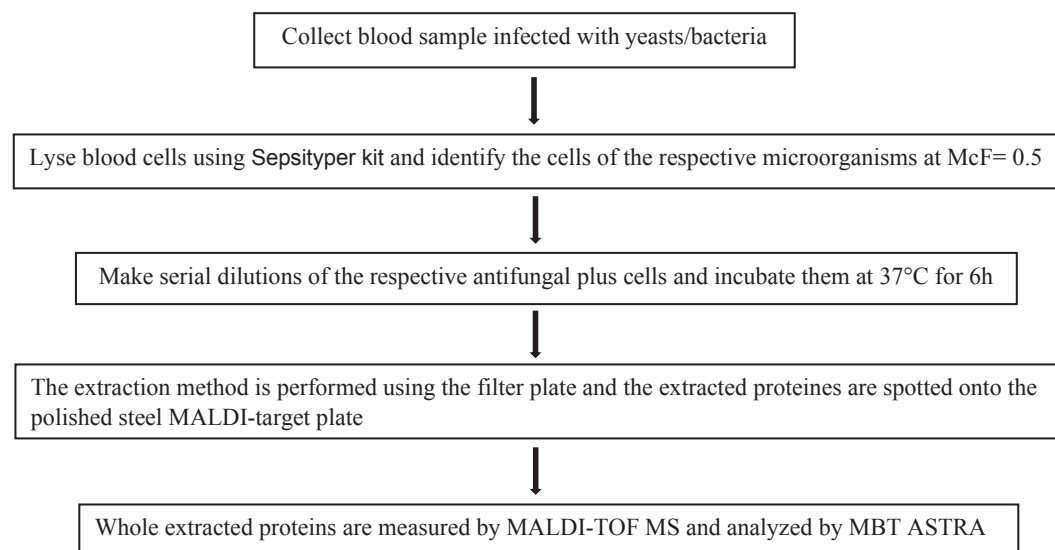 Collect blood sample infected with yeasts/bacteria
Lyse blood cells using Sepsityper kit and identify the cells of the respective microorganisms at McF= 0.5
Make serial dilutions of the respective antifungal plus cells and incubate them at 37°C for 6h
The extraction method is performed using the filter plate and the extracted proteines are spotted onto the
polished steel MALDI-target plate
Whole extracted proteins are measured by MALDI-TOF MS and analyzed by MBT ASTRA